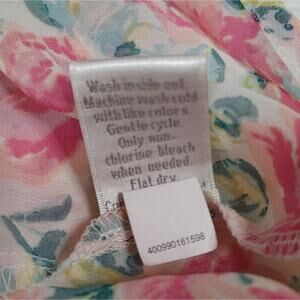 Wash inside out.
Machine wash cold
with like colors.
Gentle cycle.
Only non-
chlorine bleach
when needed.
Flat dry.
400990161598